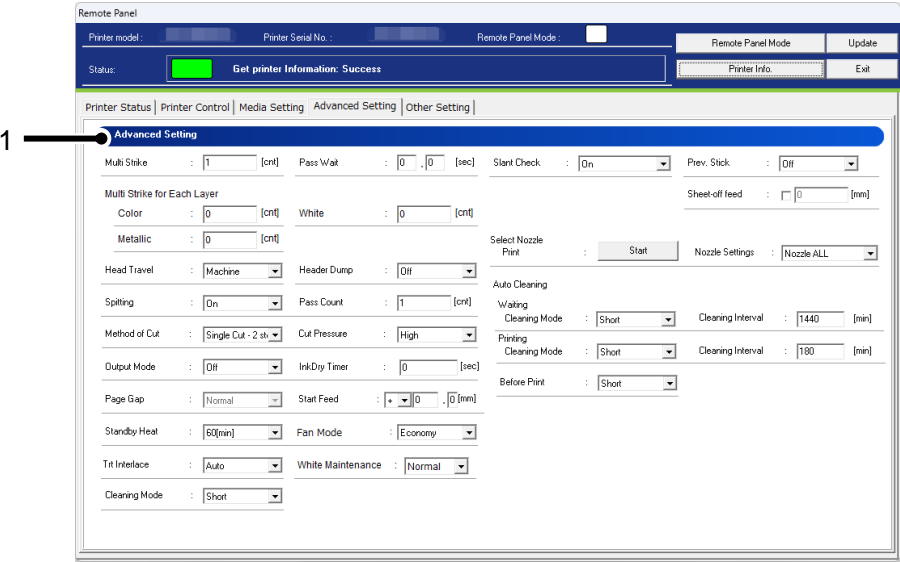 Remote Panel
Printer model : Printer Serial No. : Remote Panel Mode :
Remote Panel Mode Update
Status: Get printer Information: Success
Printer Info. Exit
Printer Status Printer Control Media Setting Advanced Setting Other Setting
1
Advanced Setting
Multi Strike : 1 [cnt] Pass Wait : 0 . 0 [sec] Slant Check : On Prev. Stick : Off
Multi Strike for Each Layer Sheet-off feed : 0 [mm]
Color : 0 [cnt] White : 0 [cnt]
Metallic : 0 [cnt]
Select Nozzle
Print : Start Nozzle Settings : Nozzle ALL
Head Travel : Machine Header Dump : Off
Auto Cleaning
Spitting : On Pass Count : 1 [cnt]
Waiting
Cleaning Mode : Short Cleaning Interval : 1440 [min]
Method of Cut : Single Cut - 2 st Cut Pressure : High
Printing
Cleaning Mode : Short Cleaning Interval : 180 [min]
Output Mode : Off InkDry Timer : 0 [sec]
Before Print : Short
Page Gap : Normal Start Feed : + 0 . 0 [mm]
Standby Heat : 60[min] Fan Mode : Economy
Trt Interlace : Auto White Maintenance : Normal
Cleaning Mode : Short